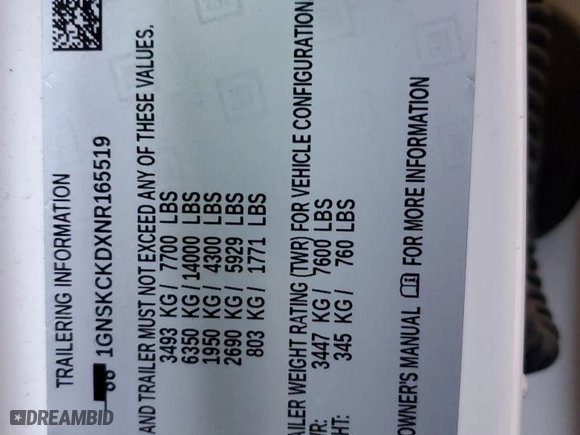 TRAILERING INFORMATION
1GNSKCKDXNR165519
AND TRAILER MUST NOT EXCEED ANY OF THESE VALUES.
3493 KG / 7700 LBS
6350 KG / 14000 LBS
1950 KG / 4300 LBS
2690 KG / 5929 LBS
803 KG / 1771 LBS
AILER WEIGHT RATING (TWR) FOR VEHICLE CONFIGURATION
WR: 3447 KG / 7600 LBS
HT: 345 KG / 760 LBS
OWNER'S MANUAL FOR MORE INFORMATION
DREAMBID